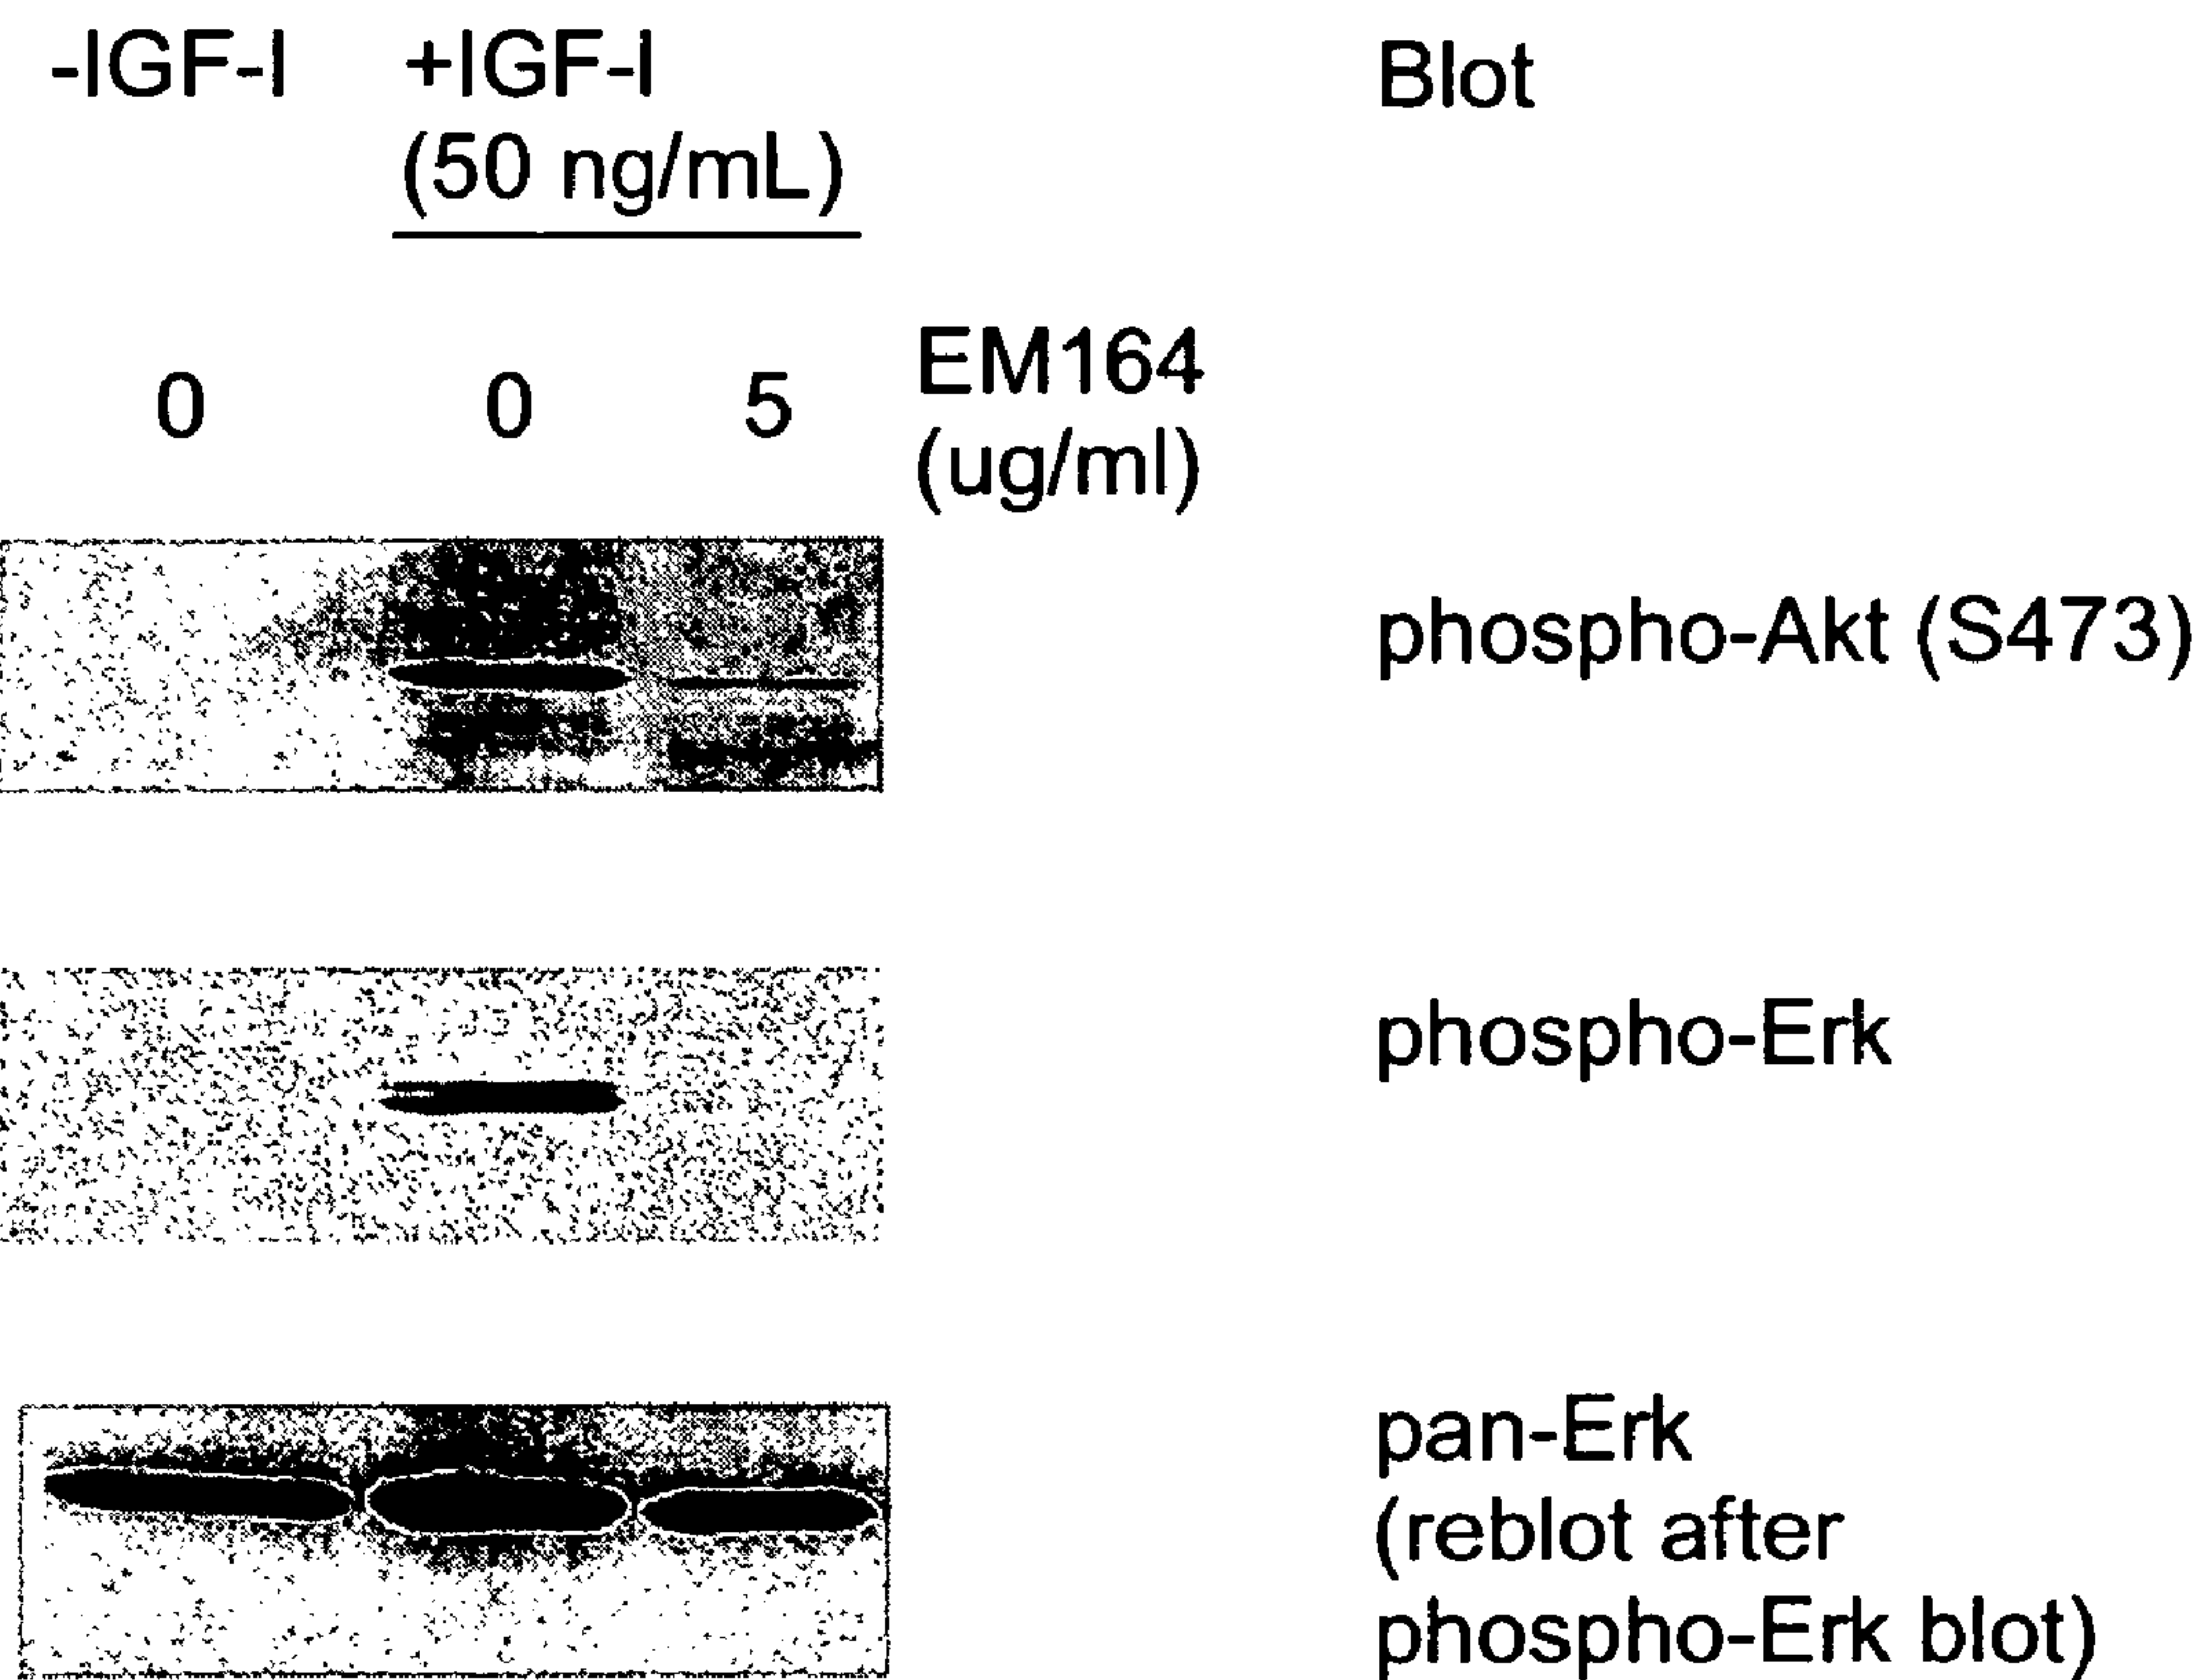 -IGF-I +IGF-I Blot
(50 ng/mL)
0 0 5 EM164
(ug/ml)
phospho-Akt (S473)
phospho-Erk
pan-Erk
(reblot after
phospho-Erk blot)